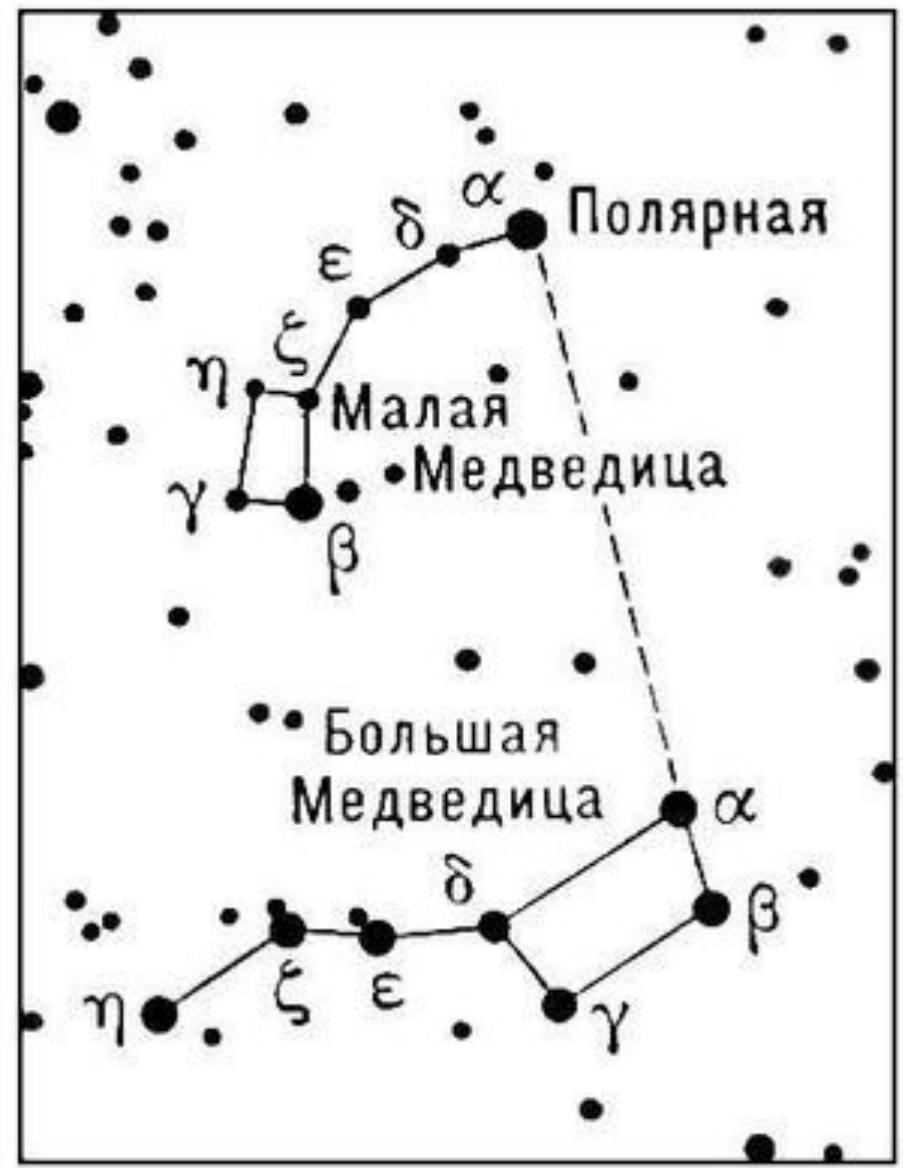 α Полярная
δ
ε
ζ
η
Малая
Медведица
γ
β
Большая
Медведица
α
δ
β
ζ
ε
η
γ